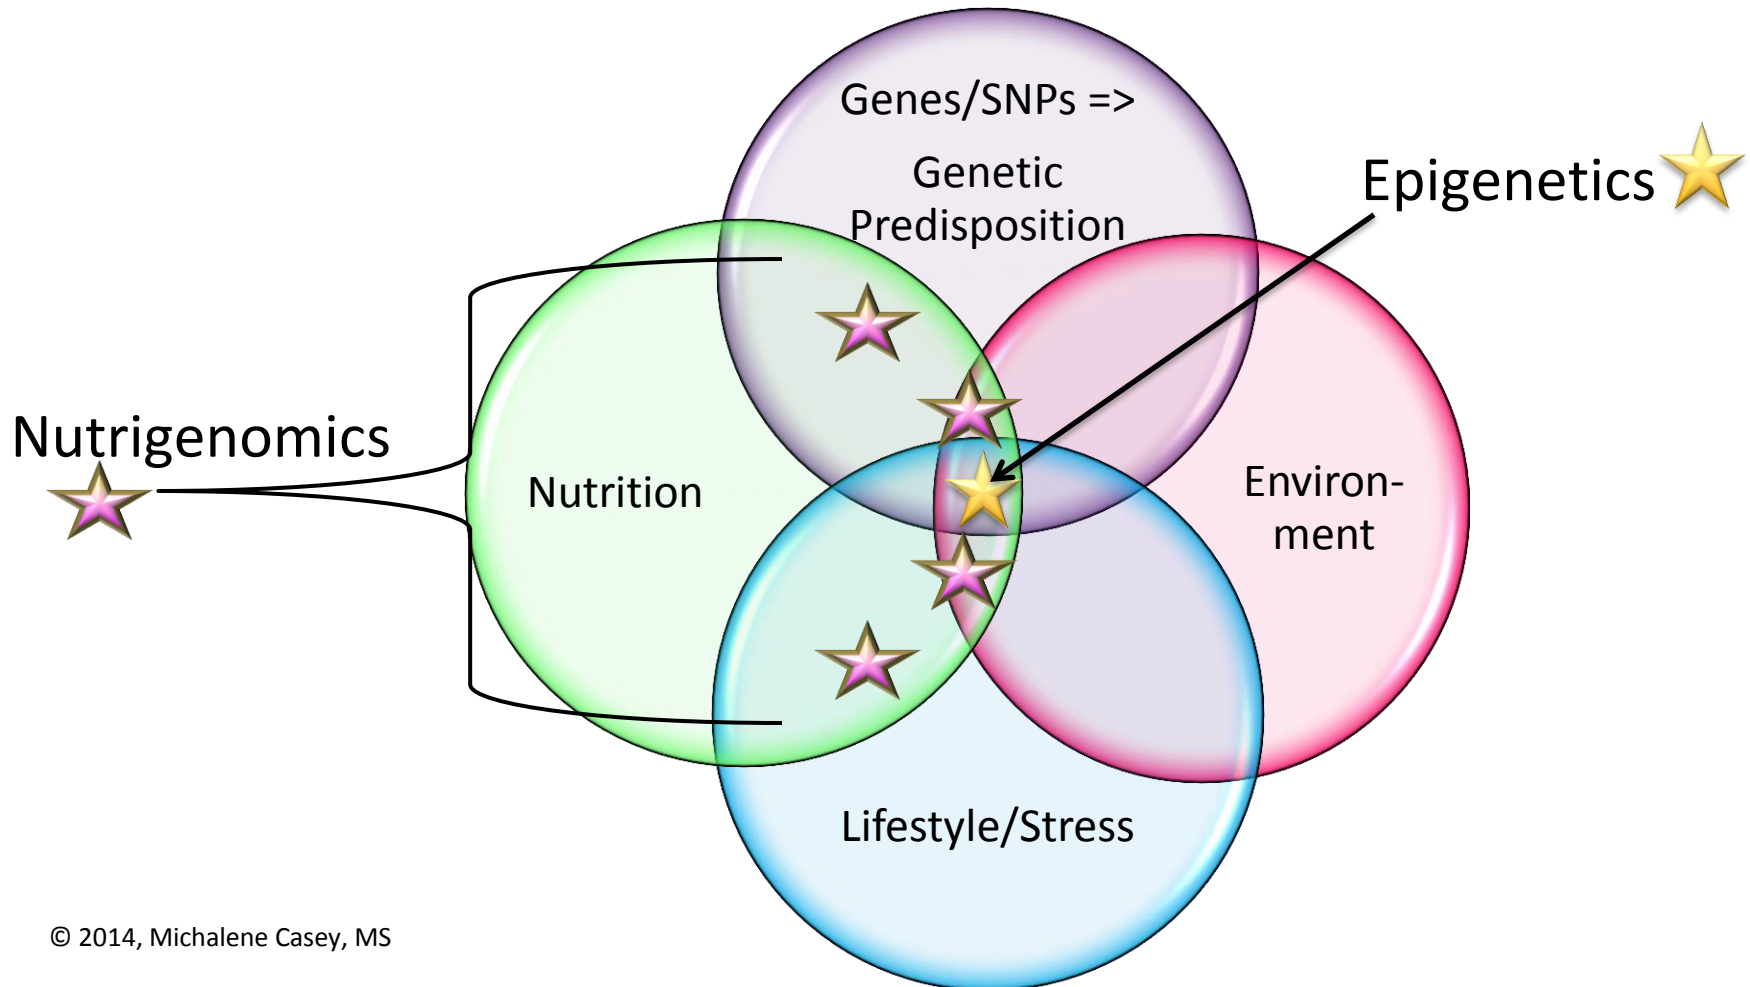 Genes/SNPs =>
Genetic
Predisposition
Epigenetics
Nutrigenomics
Nutrition
Environ-
ment
Lifestyle/Stress
© 2014, Michalene Casey, MS